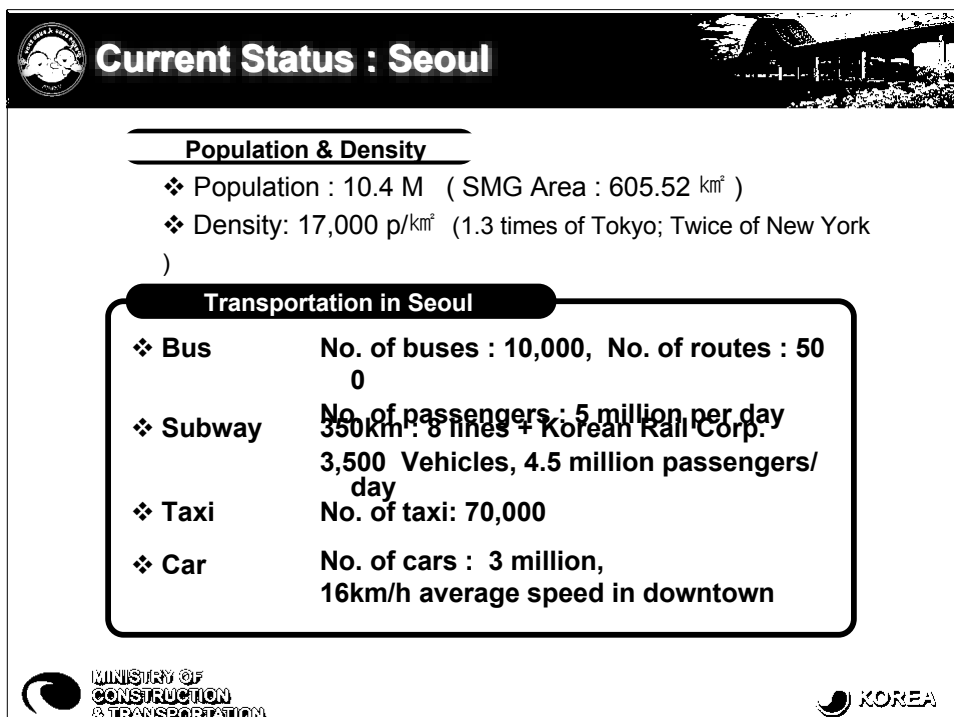 Current Status : Seoul
Population & Density
❖ Population : 10.4 M ( SMG Area : 605.52 ㎢ )
❖ Density: 17,000 p/㎢ (1.3 times of Tokyo; Twice of New York
)
Transportation in Seoul
❖ Bus No. of buses : 10,000, No. of routes : 50
0
No. of passengers : 5 million per day
❖ Subway 350km : 8 lines + Korean Rail Corp.
3,500 Vehicles, 4.5 million passengers/
day
❖ Taxi No. of taxi: 70,000
❖ Car No. of cars : 3 million,
16km/h average speed in downtown
MINISTRY OF
CONSTRUCTION
& TRANSPORTATION
KOREA